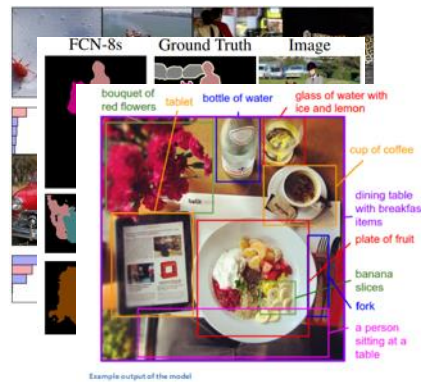 FCN-8s Ground Truth Image
bouquet of
red flowers
tablet
bottle of water
glass of water with
ice and lemon
cup of coffee
dining table
with breakfas
items
plate of fruit
banana
slices
fork
a person
sitting at a
table
Example output of the model